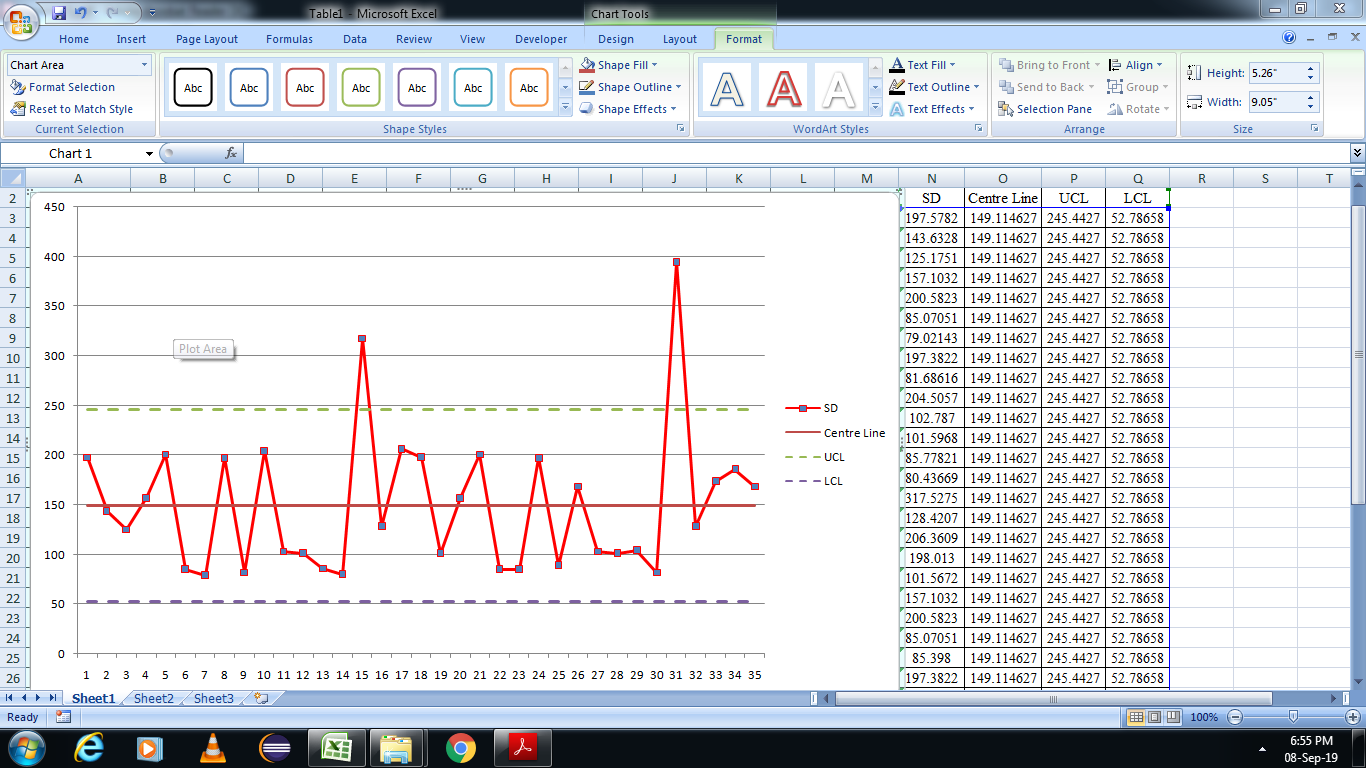 Table1 - Microsoft Excel Chart Tools
Home Insert Page Layout Formulas Data Review View Developer Design Layout Format
Chart Area Abc Abc Abc Abc Abc Abc Abc Shape Fill A A A Text Fill Bring to Front Align Height: 5.26"
Format Selection Shape Outline Text Outline Send to Back Group
Reset to Match Style Shape Effects Text Effects Selection Pane Rotate Width: 9.05"
Current Selection Shape Styles WordArt Styles Arrange Size
Chart 1 fx
A B C D E F G H I J K L M N O P Q R S T
2 SD Centre Line UCL LCL
3 197.5782 149.114627 245.4427 52.78658
4 143.6328 149.114627 245.4427 52.78658
5 125.1751 149.114627 245.4427 52.78658
6 157.1032 149.114627 245.4427 52.78658
7 200.5823 149.114627 245.4427 52.78658
8 85.07051 149.114627 245.4427 52.78658
9 79.02143 149.114627 245.4427 52.78658
10 197.3822 149.114627 245.4427 52.78658
11 81.68616 149.114627 245.4427 52.78658
12 204.5057 149.114627 245.4427 52.78658
13 102.787 149.114627 245.4427 52.78658
14 101.5968 149.114627 245.4427 52.78658
15 85.77821 149.114627 245.4427 52.78658
16 80.43669 149.114627 245.4427 52.78658
17 317.5275 149.114627 245.4427 52.78658
18 128.4207 149.114627 245.4427 52.78658
19 206.3609 149.114627 245.4427 52.78658
20 198.013 149.114627 245.4427 52.78658
21 101.5672 149.114627 245.4427 52.78658
22 157.1032 149.114627 245.4427 52.78658
23 200.5823 149.114627 245.4427 52.78658
24 85.07051 149.114627 245.4427 52.78658
25 85.398 149.114627 245.4427 52.78658
26 197.3822 149.114627 245.4427 52.78658
450
400
350
300
250
200
150
100
50
0
Plot Area
SD
Centre Line
UCL
LCL
1 2 3 4 5 6 7 8 9 10 11 12 13 14 15 16 17 18 19 20 21 22 23 24 25 26 27 28 29 30 31 32 33 34 35
Sheet1 Sheet2 Sheet3
Ready 100%
6:55 PM
08-Sep-19